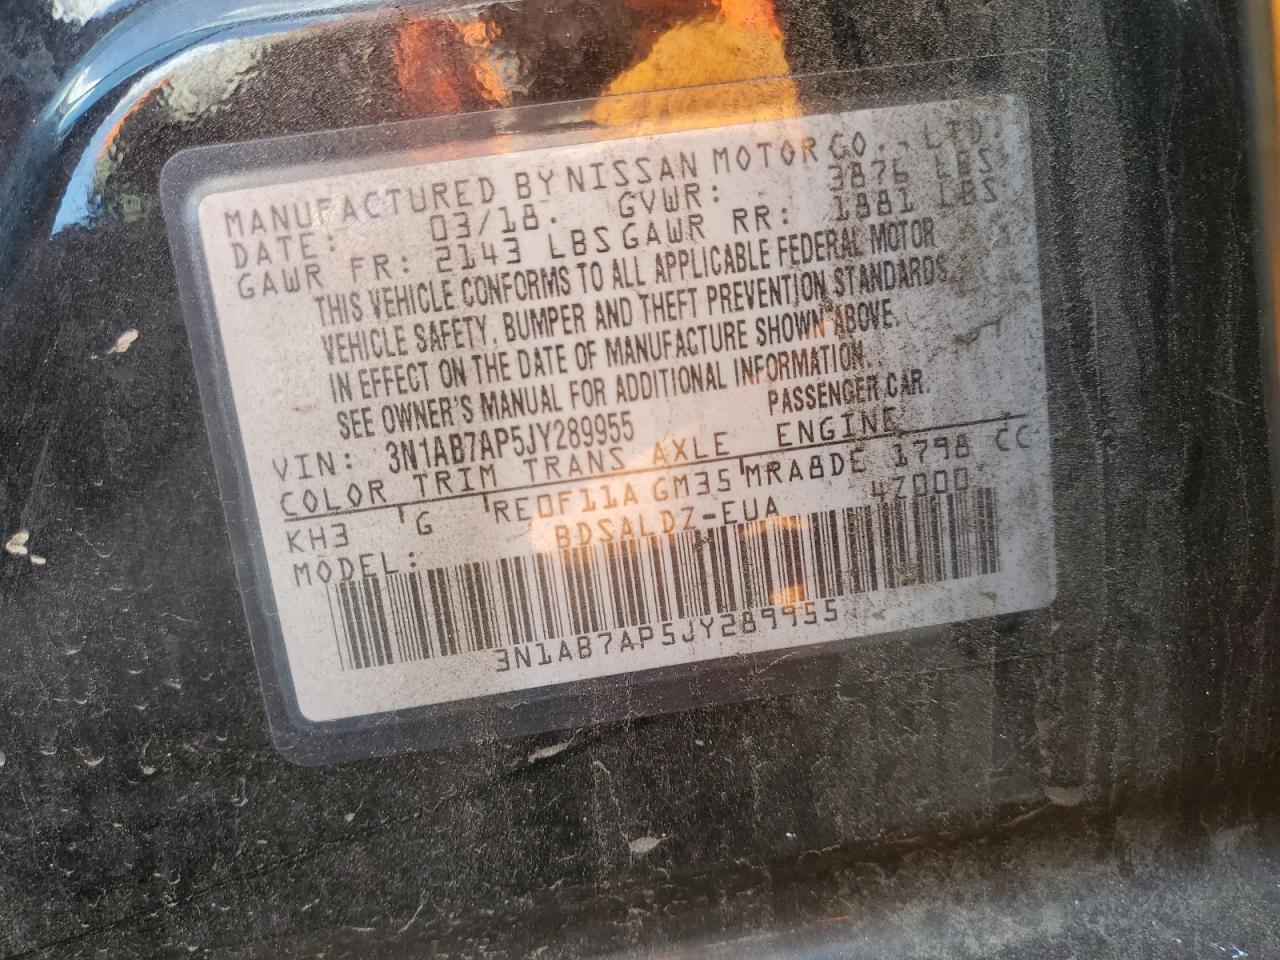 MANUFACTURED BY NISSAN MOTOR CO., LTD.
DATE: 03/18. GVWR: 3876 LBS
GAWR FR: 2143 LBS GAWR RR: 1881 LBS
THIS VEHICLE CONFORMS TO ALL APPLICABLE FEDERAL MOTOR
VEHICLE SAFETY, BUMPER AND THEFT PREVENTION STANDARDS
IN EFFECT ON THE DATE OF MANUFACTURE SHOWN ABOVE.
SEE OWNER'S MANUAL FOR ADDITIONAL INFORMATION.
VIN: 3N1AB7AP5JY289955 PASSENGER CAR
COLOR TRIM TRANS AXLE ENGINE
KH3 G RE0F11A GM35 MRA8DE 1798 CC
MODEL: BDSALDZ-EUA 4Z000
3N1AB7AP5JY289955